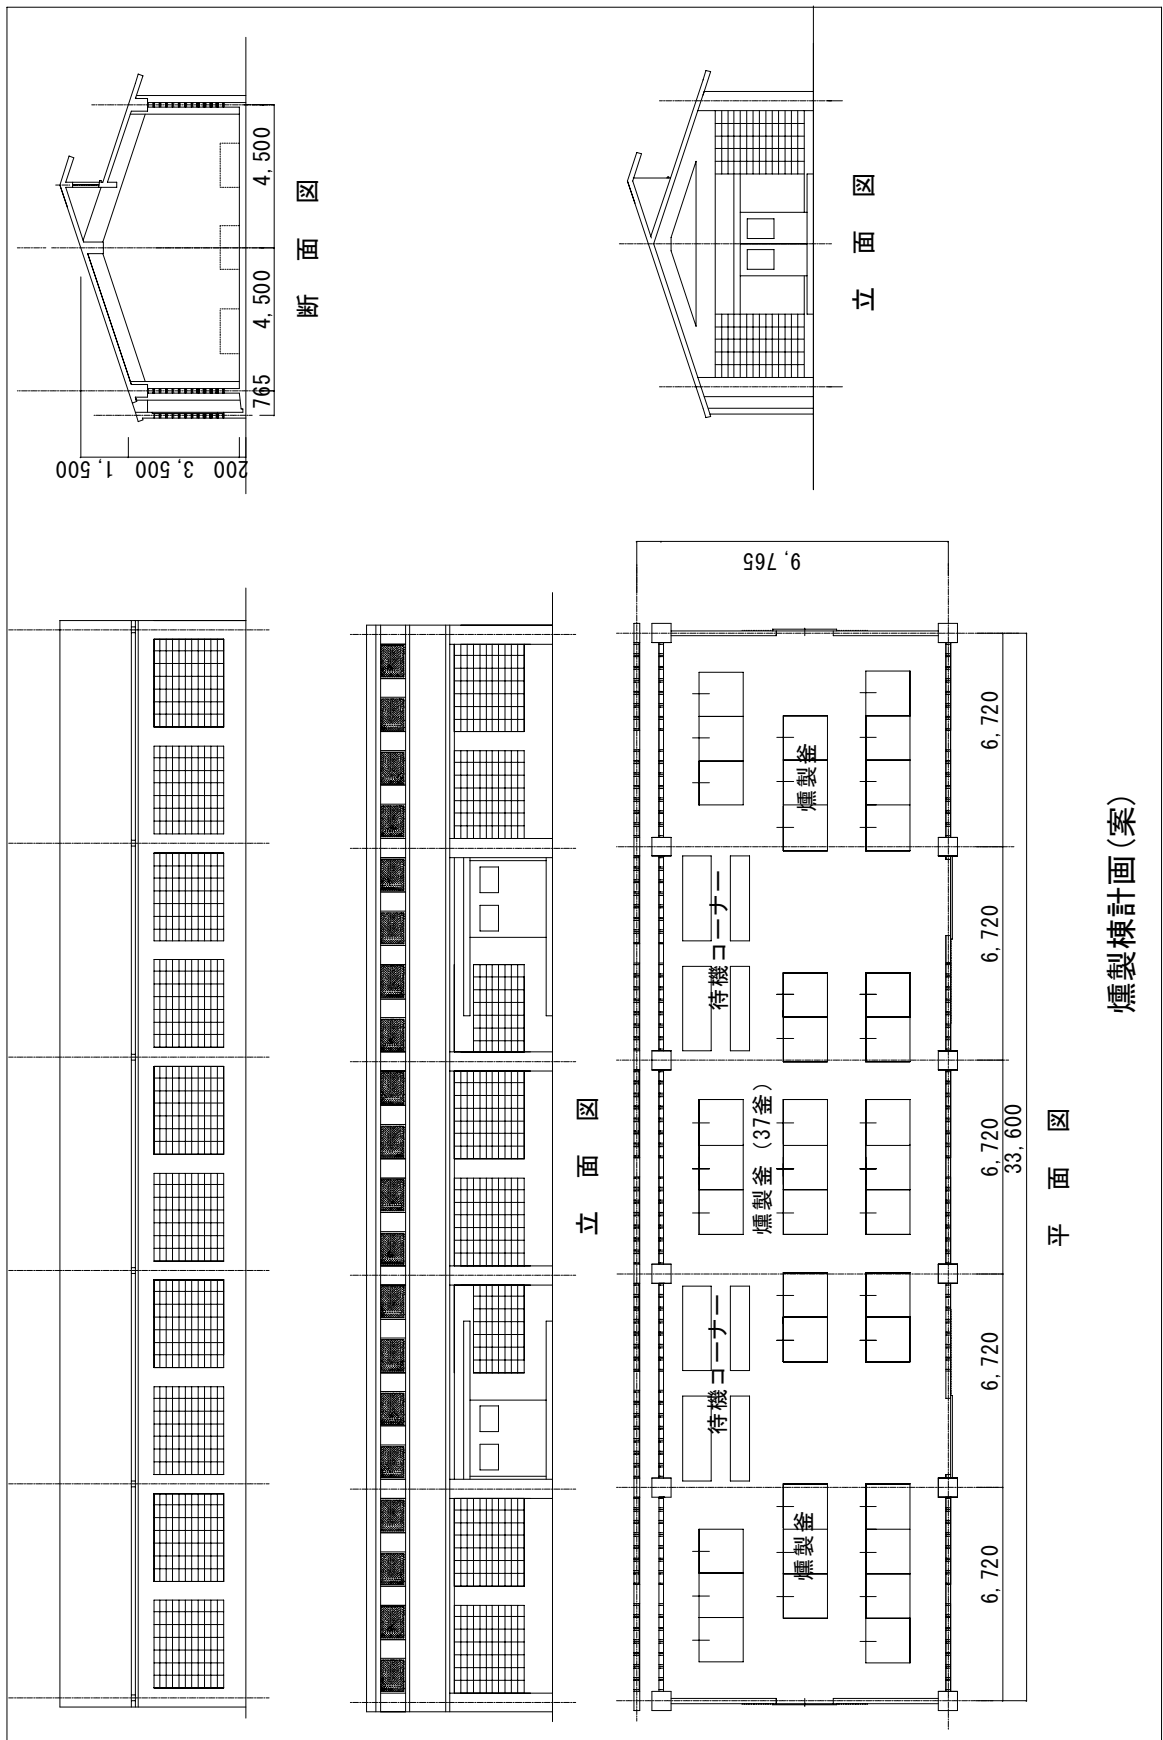 燻製棟計画(案)
1,500
3,500
200
765
4,500
4,500
断面図
立面図
立面図
9,765
燻製釜
待機コーナー
燻製釜（37釜）
待機コーナー
燻製釜
6,720
6,720
6,720
6,720
6,720
33,600
平面図